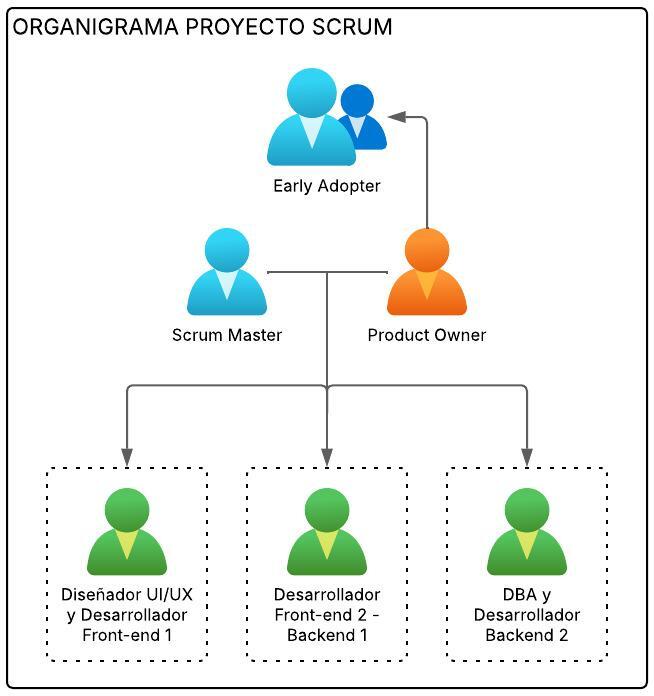 ORGANIGRAMA PROYECTO SCRUM
Early Adopter
Scrum Master
Product Owner
Diseñador UI/UX
y Desarrollador
Front-end 1
Desarrollador
Front-end 2 -
Backend 1
DBA y
Desarrollador
Backend 2